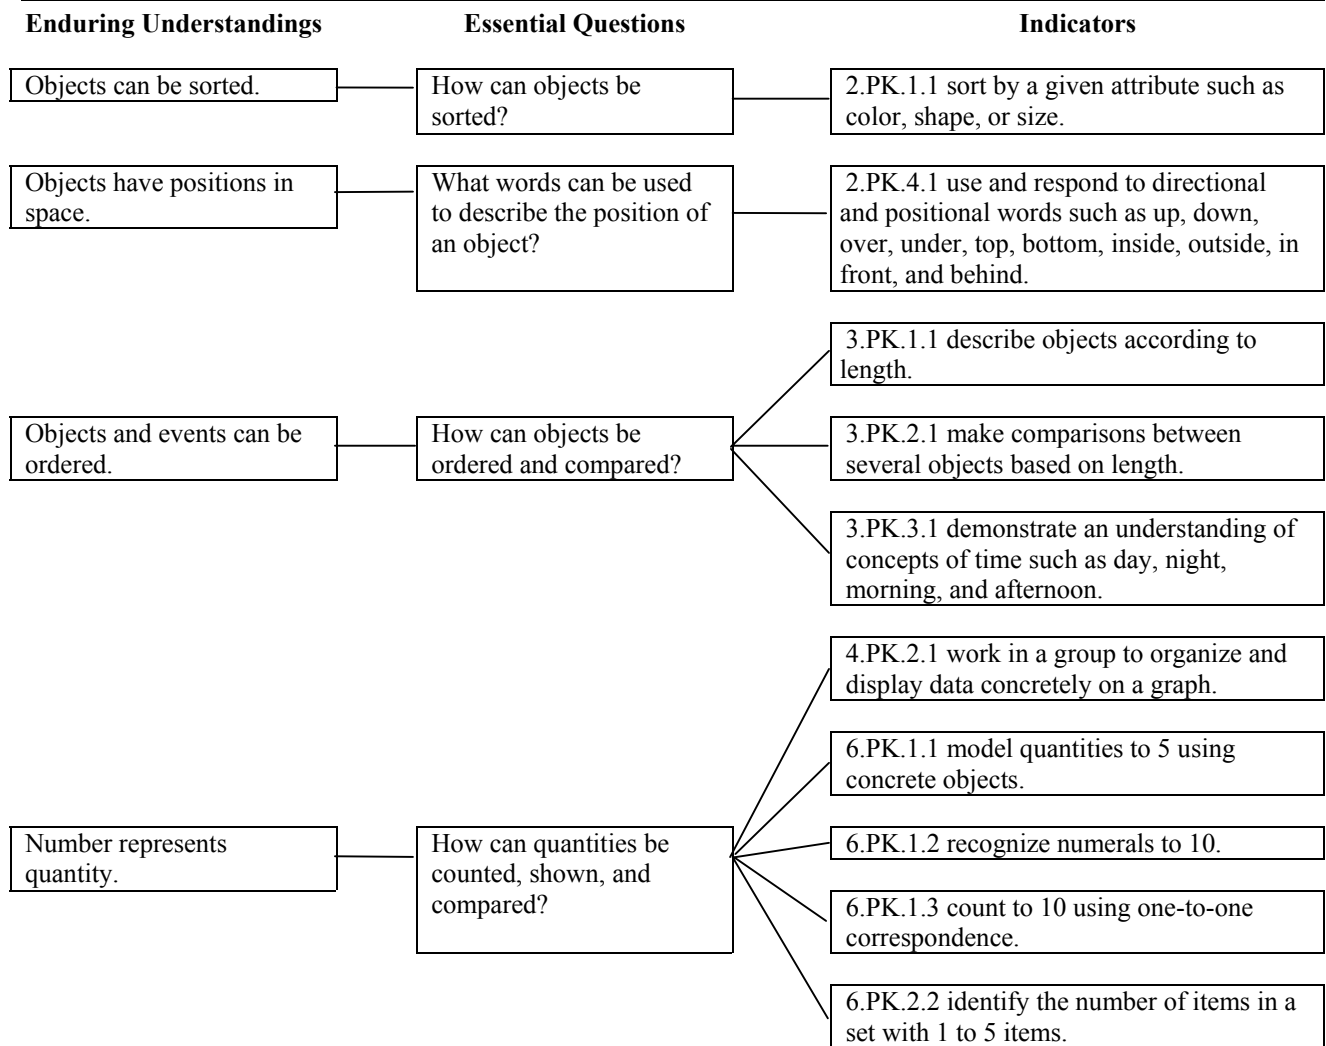 Enduring Understandings
Essential Questions
Indicators
Objects can be sorted.
How can objects be
sorted?
2.PK.1.1 sort by a given attribute such as
color, shape, or size.
Objects have positions in
space.
What words can be used
to describe the position of
an object?
2.PK.4.1 use and respond to directional
and positional words such as up, down,
over, under, top, bottom, inside, outside, in
front, and behind.
Objects and events can be
ordered.
How can objects be
ordered and compared?
3.PK.1.1 describe objects according to
length.
3.PK.2.1 make comparisons between
several objects based on length.
3.PK.3.1 demonstrate an understanding of
concepts of time such as day, night,
morning, and afternoon.
Number represents
quantity.
How can quantities be
counted, shown, and
compared?
4.PK.2.1 work in a group to organize and
display data concretely on a graph.
6.PK.1.1 model quantities to 5 using
concrete objects.
6.PK.1.2 recognize numerals to 10.
6.PK.1.3 count to 10 using one-to-one
correspondence.
6.PK.2.2 identify the number of items in a
set with 1 to 5 items.